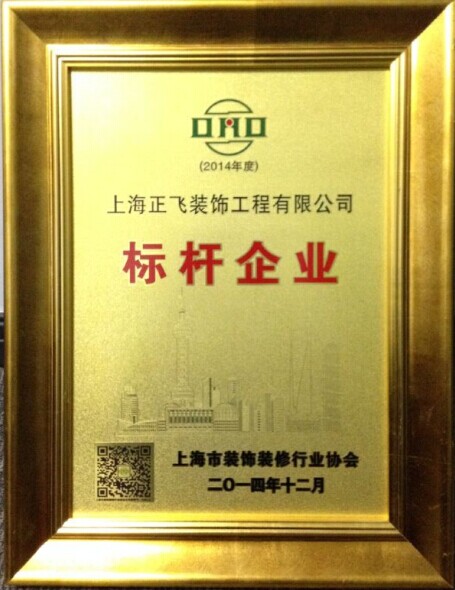 (2014年度)
上海正飞装饰工程有限公司
标杆企业
上海市装饰装修行业协会
二〇一四年十二月